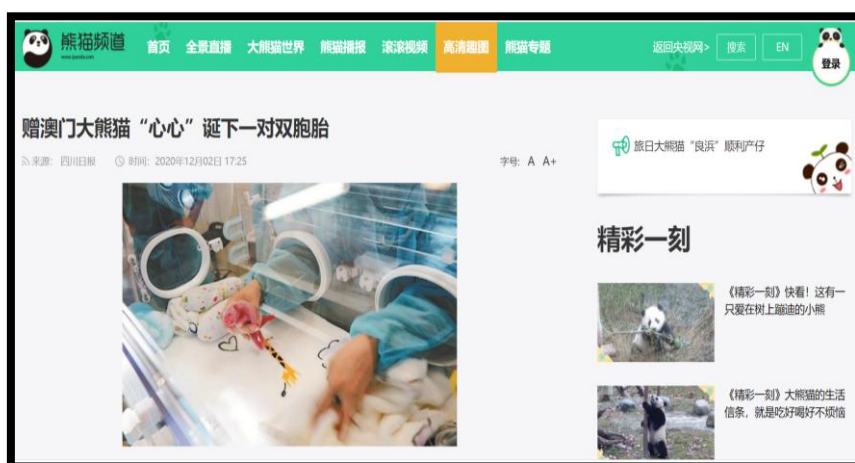 熊猫频道
www.ipanda.com
首页 全景直播 大熊猫世界 熊猫播报 滚滚视频 高清趣图 熊猫专题
返回央视网> 搜索 EN
登录
赠澳门大熊猫“心心”诞下一对双胞胎
来源: 四川日报 时间: 2020年12月02日 17:25
字号: A A+
旅日大熊猫“良浜”顺利产仔
精彩一刻
《精彩一刻》快看！这有一
只爱在树上蹦迪的小熊
《精彩一刻》大熊猫的生活
信条，就是吃好喝好不烦恼